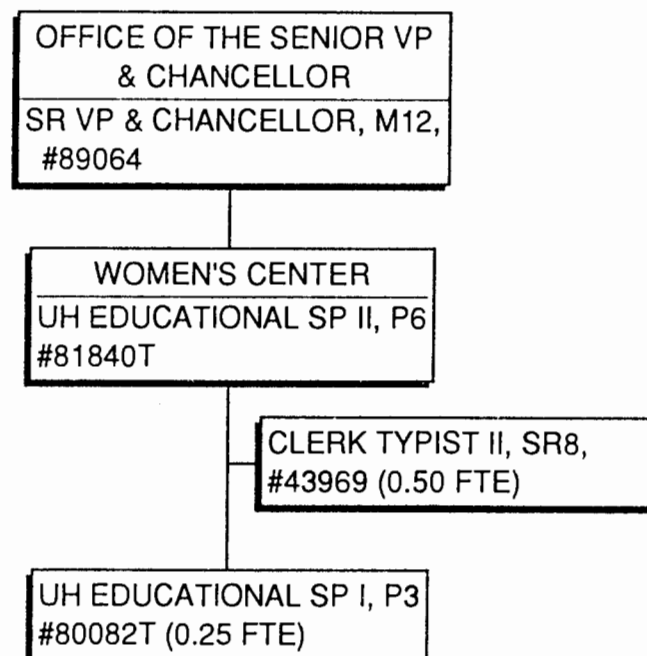 OFFICE OF THE SENIOR VP
& CHANCELLOR
SR VP & CHANCELLOR, M12,
#89064
WOMEN'S CENTER
UH EDUCATIONAL SP II, P6
#81840T
CLERK TYPIST II, SR8,
#43969 (0.50 FTE)
UH EDUCATIONAL SP I, P3
#80082T (0.25 FTE)